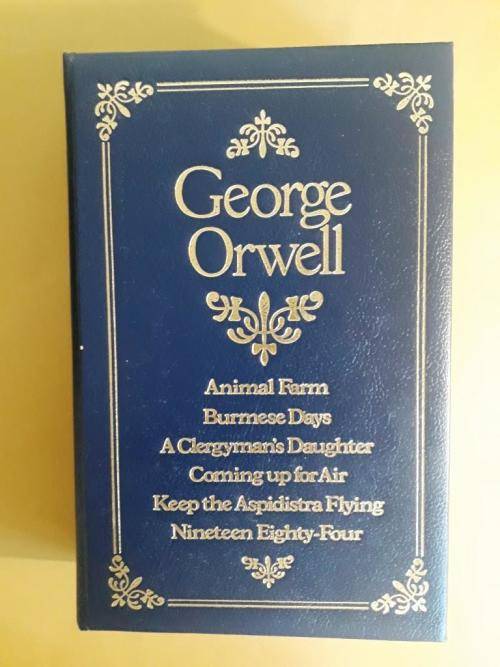 George
Orwell
Animal Farm
Burmese Days
A Clergyman's Daughter
Coming up for Air
Keep the Aspidistra Flying
Nineteen Eighty-Four